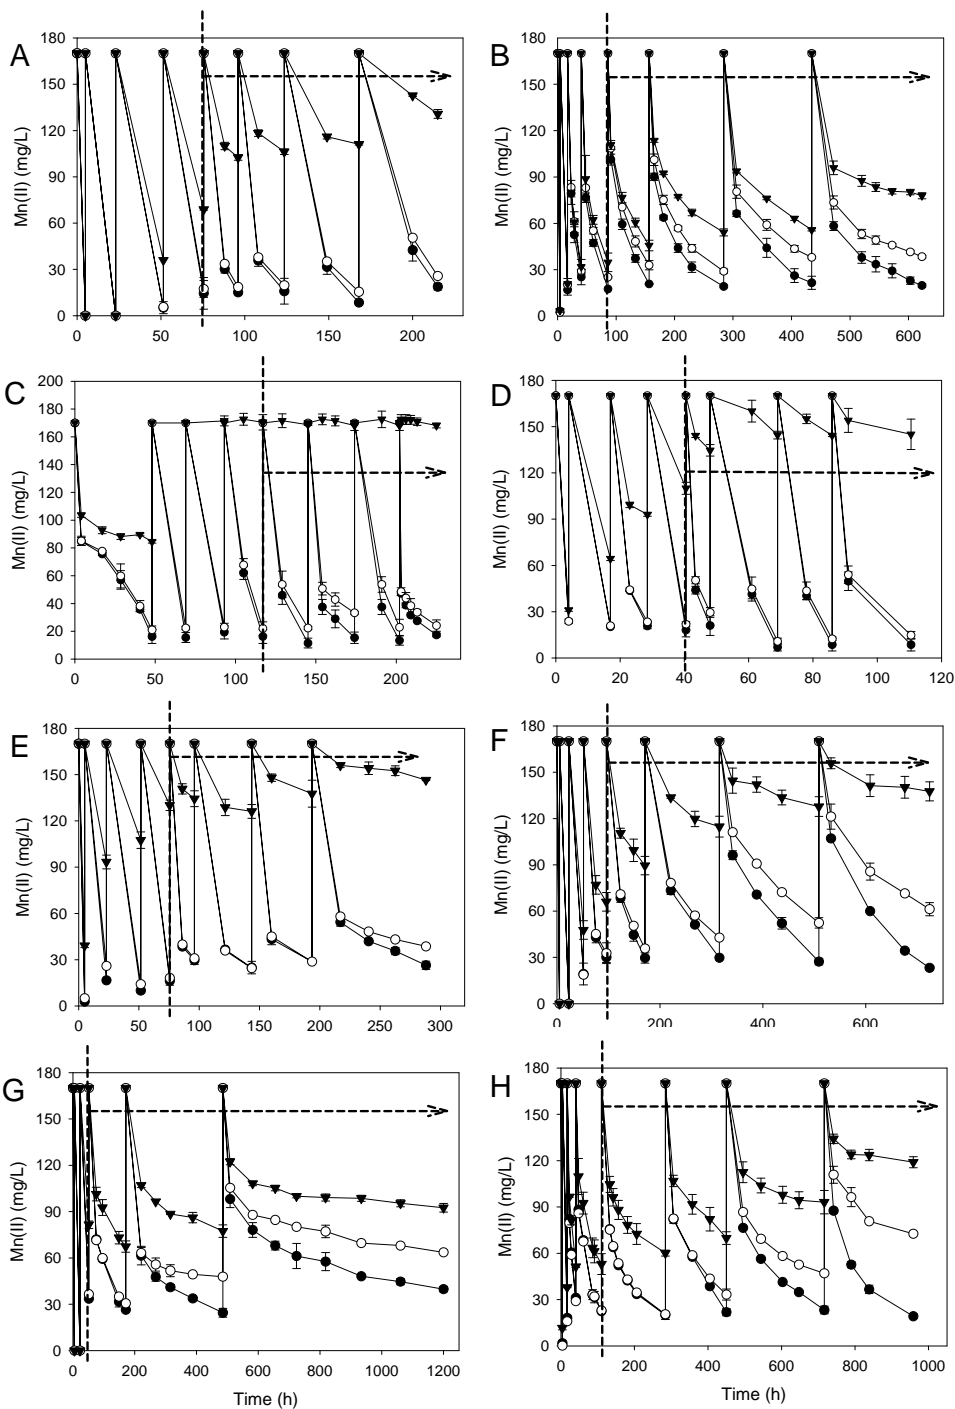 A
B
Mn(II) (mg/L)
180
150
120
90
60
30
0
0 50 100 150 200
Mn(II) (mg/L)
180
150
120
90
60
30
0
0 100 200 300 400 500 600
C
D
Mn(II) (mg/L)
200
180
160
140
120
100
80
60
40
20
0
0 50 100 150 200
Mn(II) (mg/L)
180
150
120
90
60
30
0
0 20 40 60 80 100 120
E
F
Mn(II) (mg/L)
180
150
120
90
60
30
0
0 50 100 150 200 250 300
Mn(II) (mg/L)
180
150
120
90
60
30
0
0 200 400 600
G
H
Mn(II) (mg/L)
180
150
120
90
60
30
0
0 200 400 600 800 1000 1200
Time (h)
Mn(II) (mg/L)
180
150
120
90
60
30
0
0 200 400 600 800 1000
Time (h)